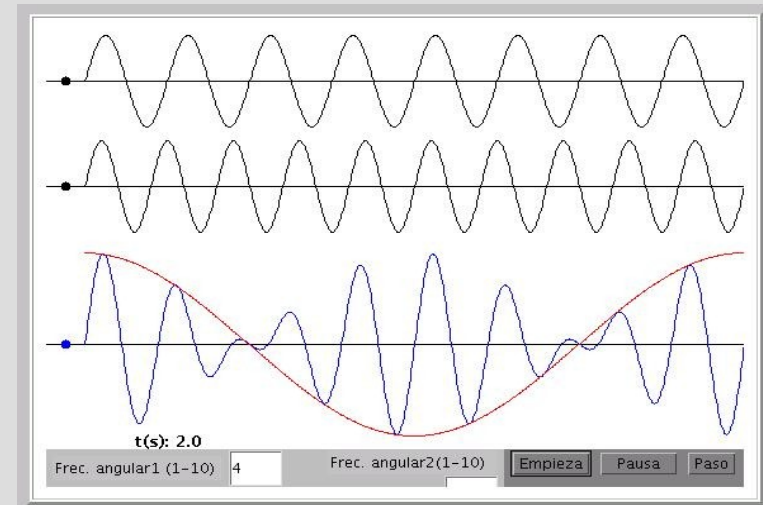 t(s): 2.0
Frec. angular1 (1-10) 4 Frec. angular2(1-10) Empieza Pausa Paso